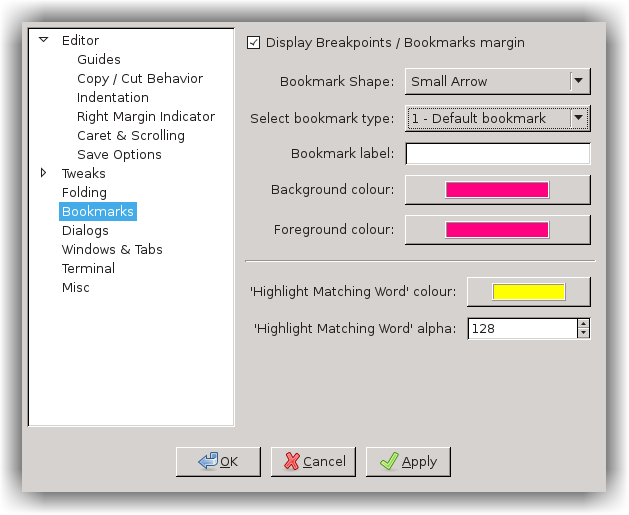 Editor
Guides
Copy / Cut Behavior
Indentation
Right Margin Indicator
Caret & Scrolling
Save Options
Tweaks
Folding
Bookmarks
Dialogs
Windows & Tabs
Terminal
Misc
Display Breakpoints / Bookmarks margin
Bookmark Shape: Small Arrow
Select bookmark type: 1 - Default bookmark
Bookmark label:
Background colour:
Foreground colour:
'Highlight Matching Word' colour:
'Highlight Matching Word' alpha: 128
OK Cancel Apply